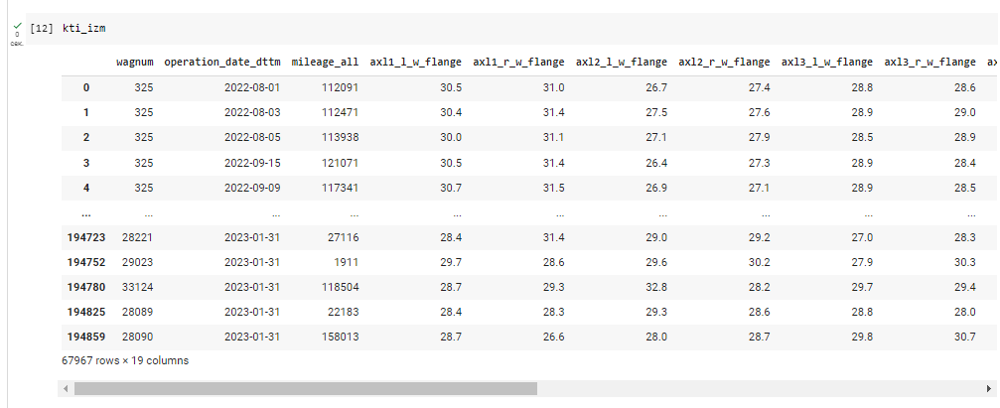 [12] kti_izm
0
сек.
wagnum operation_date_dttm mileage_all axl1_l_w_flange axl1_r_w_flange axl2_l_w_flange axl2_r_w_flange axl3_l_w_flange axl3_r_w_flange ax
0 325 2022-08-01 112091 30.5 31.0 26.7 27.4 28.8 28.6
1 325 2022-08-03 112471 30.4 31.4 27.5 27.6 28.9 29.0
2 325 2022-08-05 113938 30.0 31.1 27.1 27.9 28.5 28.9
3 325 2022-09-15 121071 30.5 31.4 26.4 27.3 28.9 28.4
4 325 2022-09-09 117341 30.7 31.5 26.9 27.1 28.9 28.5
... ... ... ... ... ... ... ... ... ...
194723 28221 2023-01-31 27116 28.4 31.4 29.0 29.2 27.0 28.3
194752 29023 2023-01-31 1911 29.7 28.6 29.6 30.2 27.9 30.3
194780 33124 2023-01-31 118504 28.7 29.3 32.8 28.2 29.7 29.4
194825 28089 2023-01-31 22183 28.4 28.3 29.3 28.6 28.8 28.0
194859 28090 2023-01-31 158013 28.7 26.6 28.0 28.7 29.8 30.7
67967 rows × 19 columns